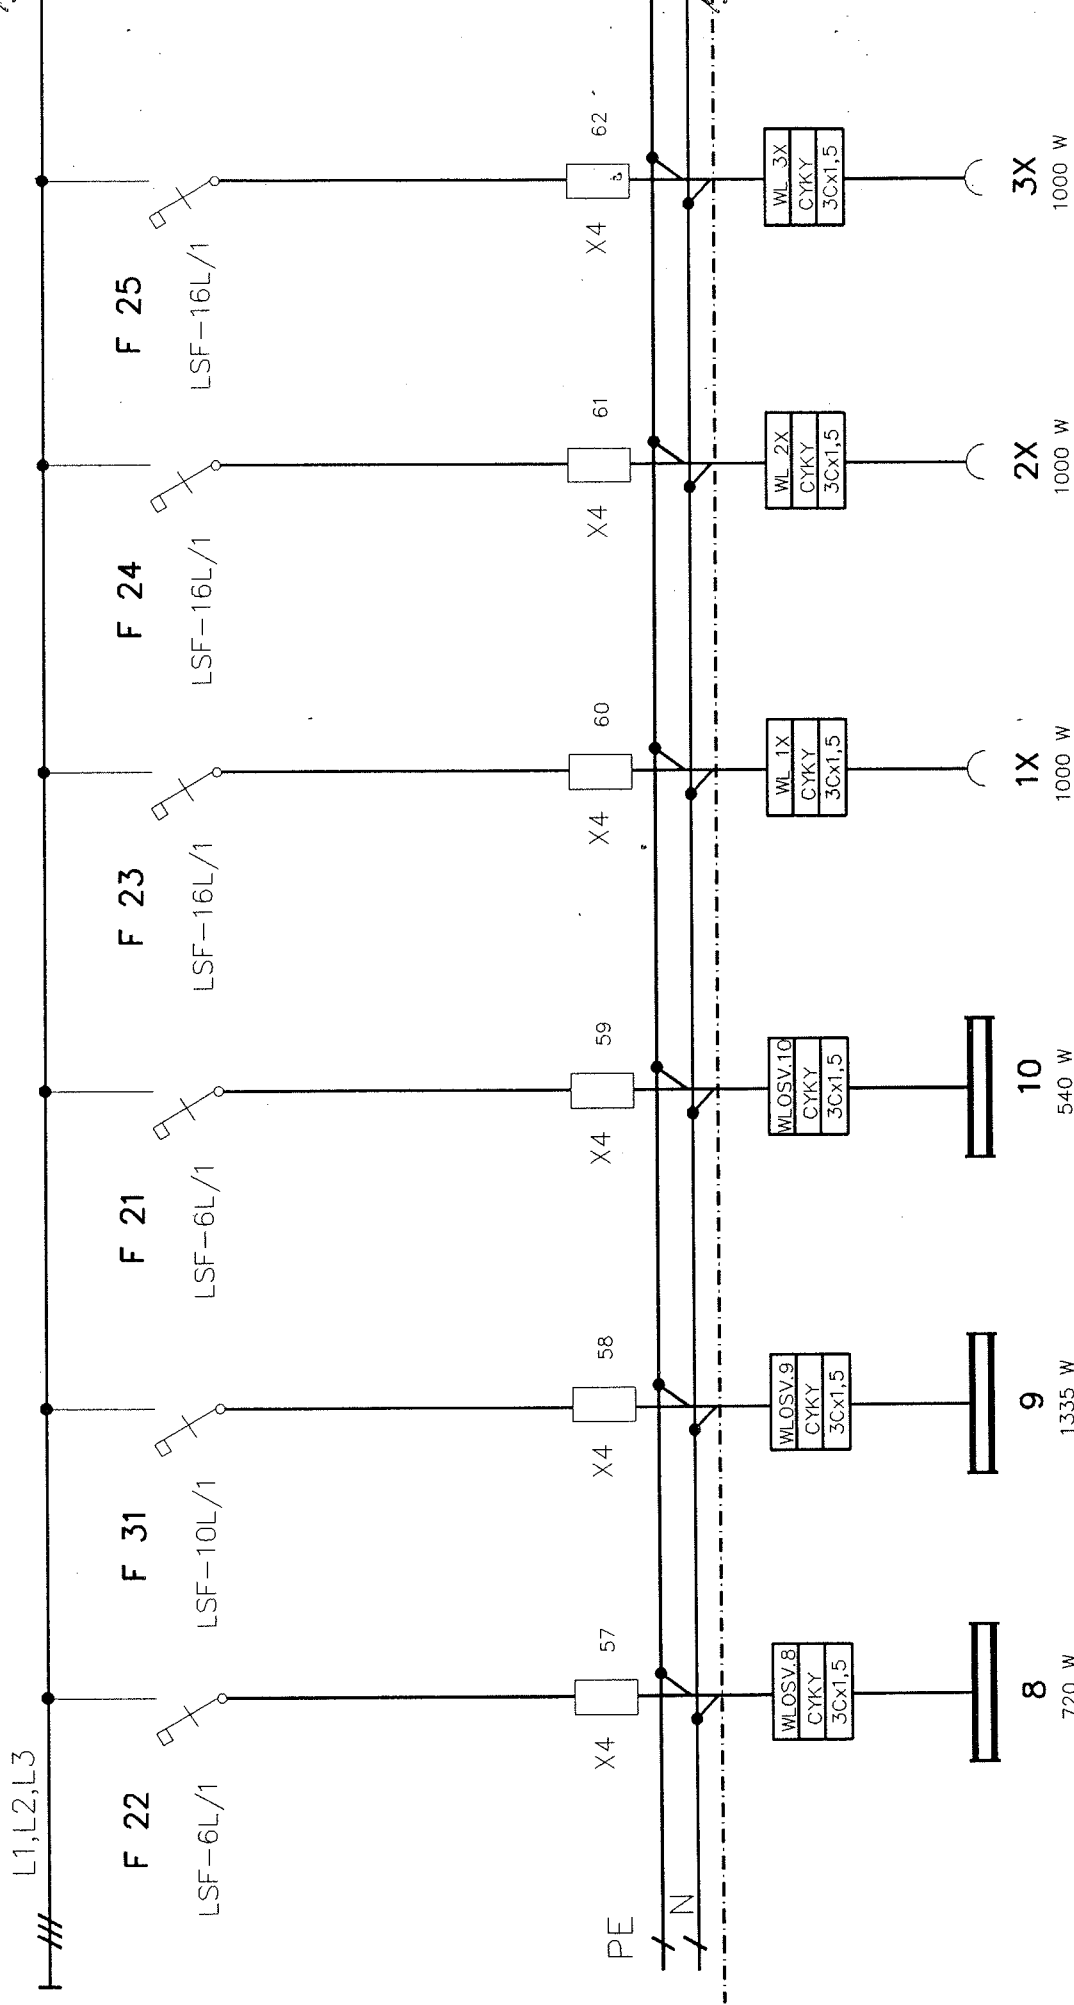 L1,L2,L3
F 22
LSF-6L/1
X4
57
PE
N
WLOSV.8
CYKY
3Cx1,5
8
720 W
F 31
LSF-10L/1
X4
58
WLOSV.9
CYKY
3Cx1,5
9
1335 W
F 21
LSF-6L/1
X4
59
WLOSV.10
CYKY
3Cx1,5
10
540 W
F 23
LSF-16L/1
X4
60
WL 1X
CYKY
3Cx1,5
1X
1000 W
F 24
LSF-16L/1
X4
61
WL 2X
CYKY
3Cx1,5
2X
1000 W
F 25
LSF-16L/1
X4
62
WL 3X
CYKY
3Cx1,5
3X
1000 W